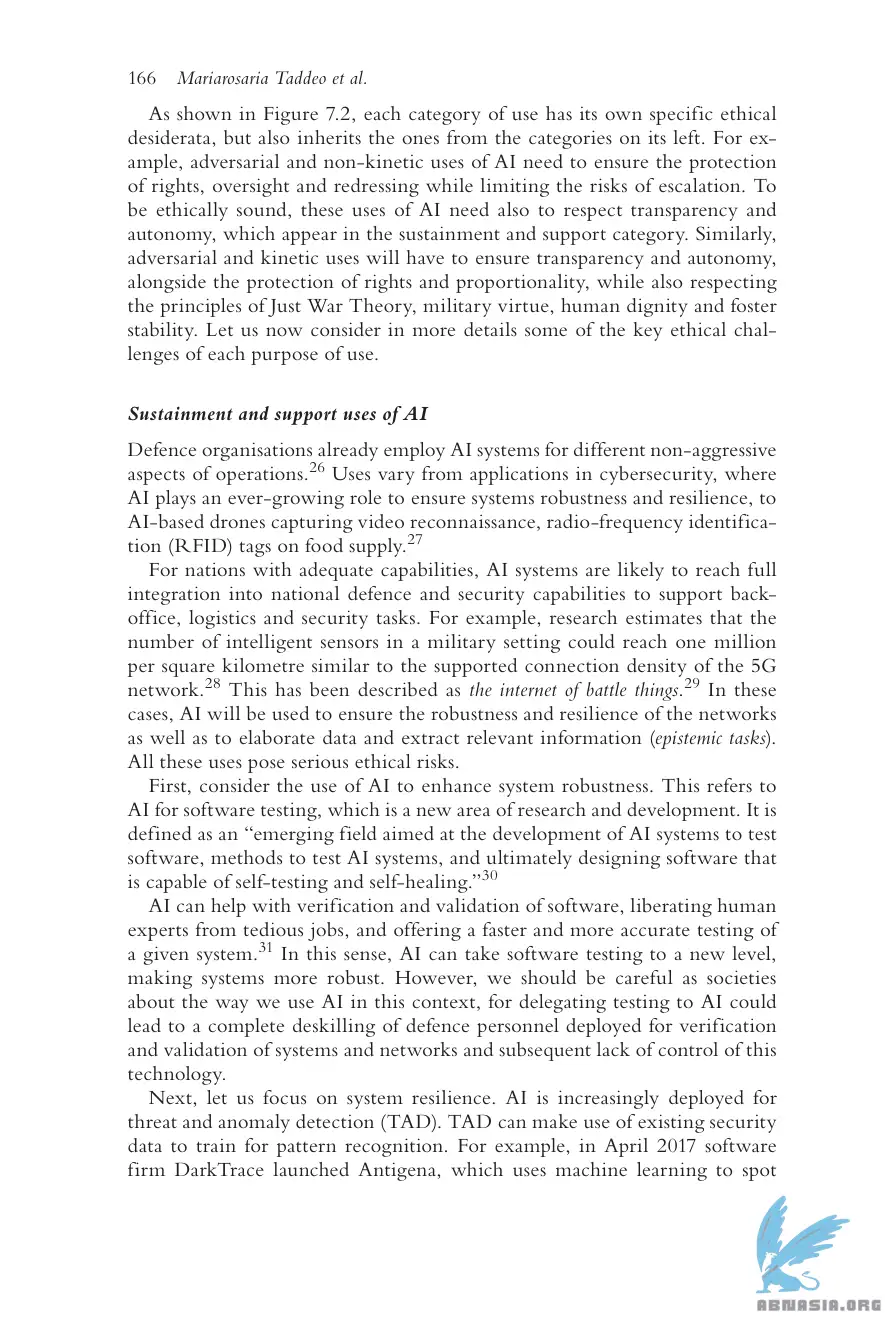 166 Mariarosaria Taddeo et al.
As shown in Figure 7.2, each category of use has its own specific ethical
desiderata, but also inherits the ones from the categories on its left. For ex-
ample, adversarial and non-kinetic uses of AI need to ensure the protection
of rights, oversight and redressing while limiting the risks of escalation. To
be ethically sound, these uses of AI need also to respect transparency and
autonomy, which appear in the sustainment and support category. Similarly,
adversarial and kinetic uses will have to ensure transparency and autonomy,
alongside the protection of rights and proportionality, while also respecting
the principles of Just War Theory, military virtue, human dignity and foster
stability. Let us now consider in more details some of the key ethical chal-
lenges of each purpose of use.
Sustainment and support uses of AI
Defence organisations already employ AI systems for different non-aggressive
aspects of operations.26 Uses vary from applications in cybersecurity, where
AI plays an ever-growing role to ensure systems robustness and resilience, to
AI-based drones capturing video reconnaissance, radio-frequency identifica-
tion (RFID) tags on food supply.27
For nations with adequate capabilities, AI systems are likely to reach full
integration into national defence and security capabilities to support back-
office, logistics and security tasks. For example, research estimates that the
number of intelligent sensors in a military setting could reach one million
per square kilometre similar to the supported connection density of the 5G
network.28 This has been described as the internet of battle things.29 In these
cases, AI will be used to ensure the robustness and resilience of the networks
as well as to elaborate data and extract relevant information (epistemic tasks).
All these uses pose serious ethical risks.
First, consider the use of AI to enhance system robustness. This refers to
AI for software testing, which is a new area of research and development. It is
defined as an “emerging field aimed at the development of AI systems to test
software, methods to test AI systems, and ultimately designing software that
is capable of self-testing and self-healing.”30
AI can help with verification and validation of software, liberating human
experts from tedious jobs, and offering a faster and more accurate testing of
a given system.31 In this sense, AI can take software testing to a new level,
making systems more robust. However, we should be careful as societies
about the way we use AI in this context, for delegating testing to AI could
lead to a complete deskilling of defence personnel deployed for verification
and validation of systems and networks and subsequent lack of control of this
technology.
Next, let us focus on system resilience. AI is increasingly deployed for
threat and anomaly detection (TAD). TAD can make use of existing security
data to train for pattern recognition. For example, in April 2017 software
firm DarkTrace launched Antigena, which uses machine learning to spot
ABNASIA.ORG